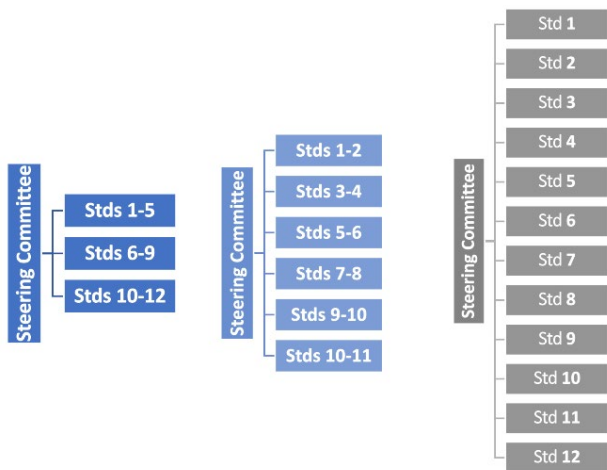 Steering Committee
Stds 1-5
Stds 6-9
Stds 10-12
Steering Committee
Stds 1-2
Stds 3-4
Stds 5-6
Stds 7-8
Stds 9-10
Stds 10-11
Steering Committee
Std 1
Std 2
Std 3
Std 4
Std 5
Std 6
Std 7
Std 8
Std 9
Std 10
Std 11
Std 12